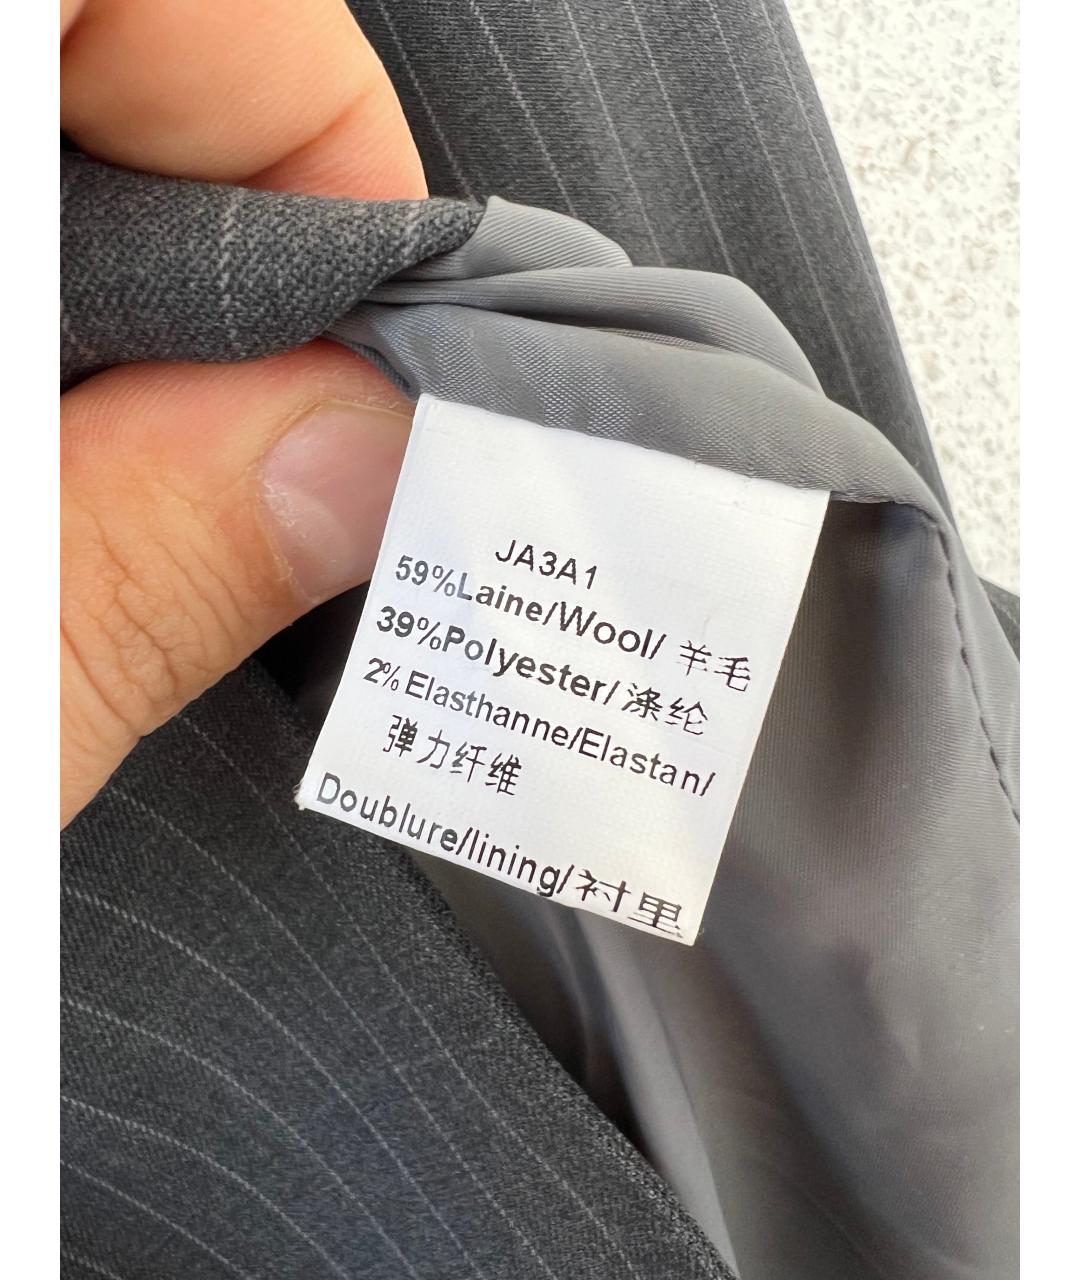 JA3A1
59%Laine/Wool/ 羊毛
39%Polyester/涤纶
2% Elasthanne/Elastan/
弹力纤维
Doublure/lining/衬里